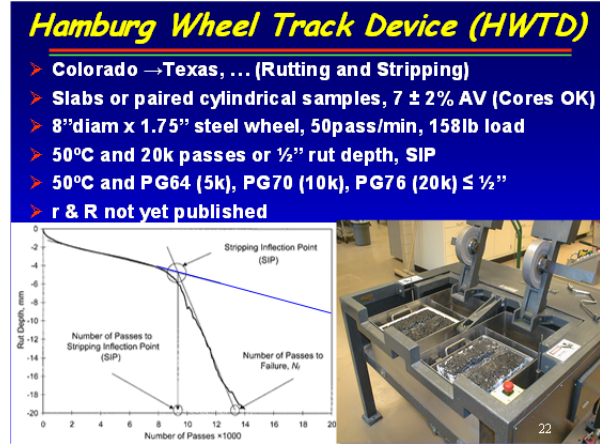 Hamburg Wheel Track Device (HWTD)
➤ Colorado →Texas, … (Rutting and Stripping)
➤ Slabs or paired cylindrical samples, 7 ± 2% AV (Cores OK)
➤ 8”diam x 1.75” steel wheel, 50pass/min, 158lb load
➤ 50ºC and 20k passes or ½” rut depth, SIP
➤ 50ºC and PG64 (5k), PG70 (10k), PG76 (20k) ≤ ½”
➤ r & R not yet published
0
-2
-4
-6
-8
-10
-12
-14
-16
-18
-20
Rut Depth, mm
Stripping Inflection Point
(SIP)
Number of Passes to
Stripping Inflection Point
(SIP)
Number of Passes to
Failure, Nf
0 2 4 6 8 10 12 14 16 18 20
Number of Passes ×1000
22